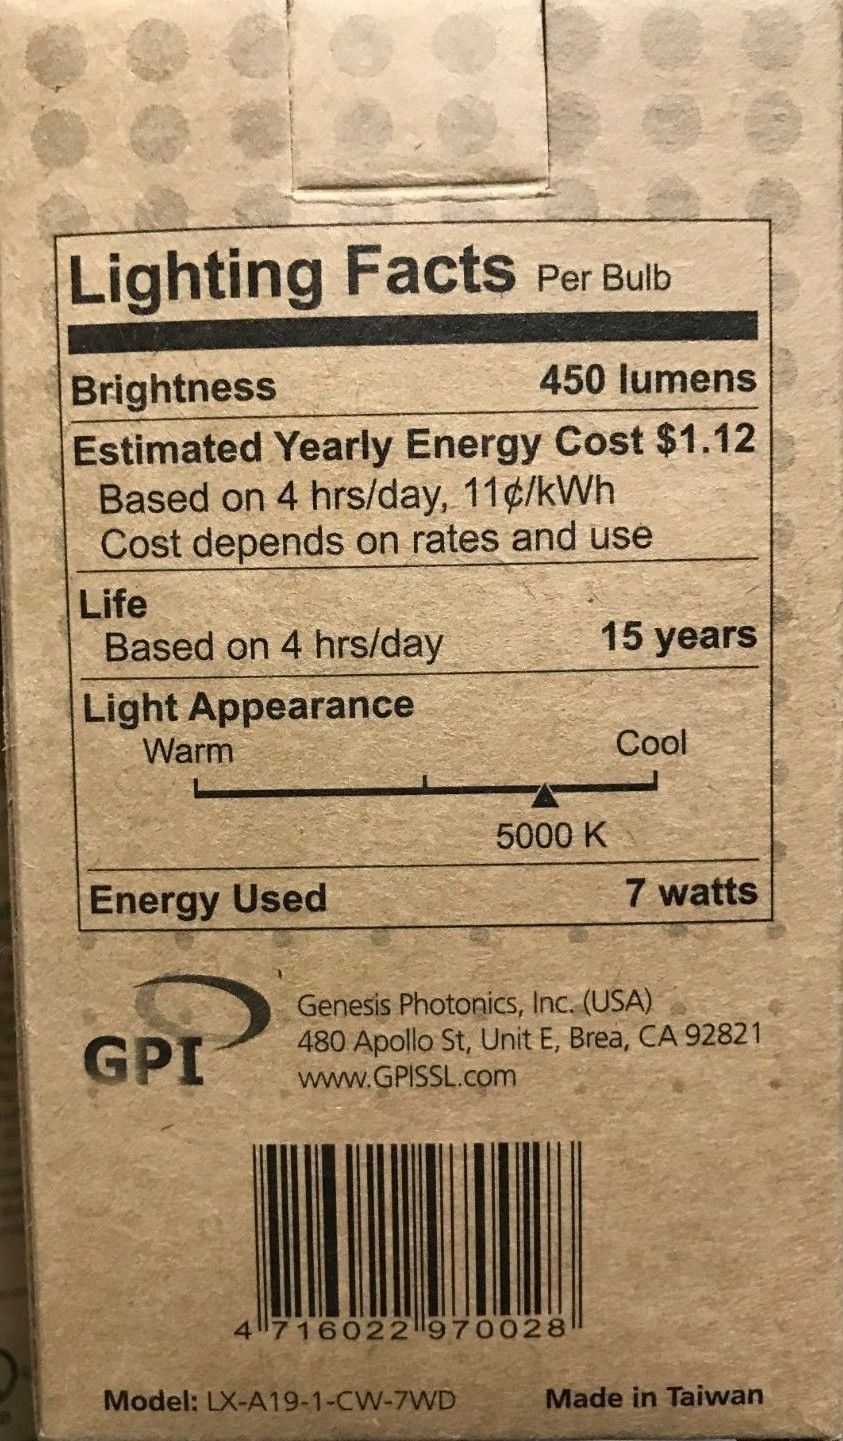 Lighting Facts Per Bulb
Brightness 450 lumens
Estimated Yearly Energy Cost $1.12
Based on 4 hrs/day, 11¢/kWh
Cost depends on rates and use
Life
Based on 4 hrs/day 15 years
Light Appearance
Warm Cool
5000 K
Energy Used 7 watts
GPI
Genesis Photonics, Inc. (USA)
480 Apollo St, Unit E, Brea, CA 92821
www.GPISSL.com
4 716022 970028
Model: LX-A19-1-CW-7WD Made in Taiwan